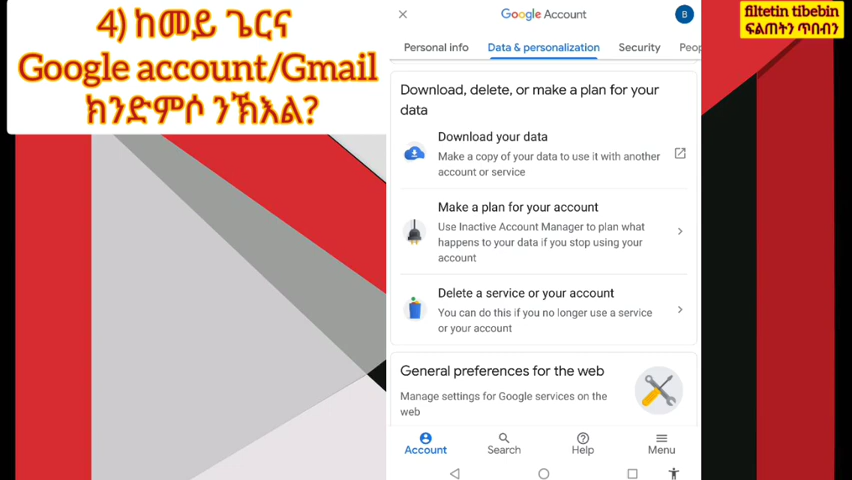 4) ከመይ ጌርና
Google account/Gmail
ክንድምሶ ንኽእል?
Google Account
B
filtetin tibebin
ፍልጠትን ጥበብን
Personal info
Data & personalization
Security
Peop
Download, delete, or make a plan for your
data
Download your data
Make a copy of your data to use it with another
account or service
Make a plan for your account
Use Inactive Account Manager to plan what
happens to your data if you stop using your
account
Delete a service or your account
You can do this if you no longer use a service
or your account
General preferences for the web
Manage settings for Google services on the
web
Account
Search
Help
Menu